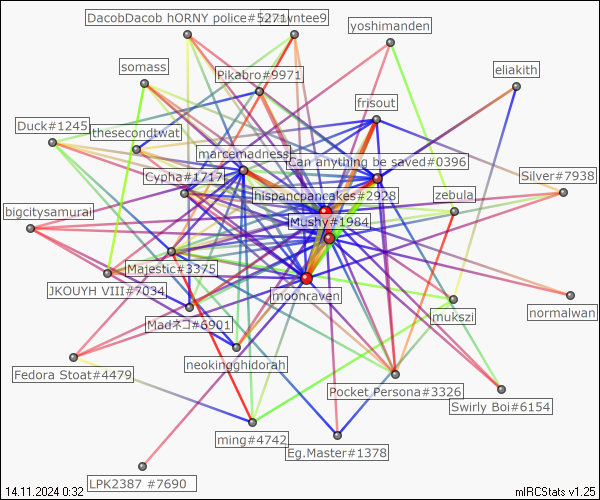 DacobDacob hORNY police#5271
wntee9
yoshimanden
somass
Pikabro#9971
eliakith
frisout
Duck#1245
thesecondtwat
marcemadness
Can anything be saved#0396
Cypha#1717
Silver#7938
hispancpancakes#2928
zebula
bigcitysamurai
Mushy#1984
Majestic#3375
JKOUYH VIII#7034
moonraven
normalwan
Madネコ#6901
mukszi
neokingghidorah
Fedora Stoat#4479
Pocket Persona#3326
Swirly Boi#6154
ming#4742
Eg.Master#1378
LPK2387 #7690
14.11.2024 0:32
mIRCStats v1.25